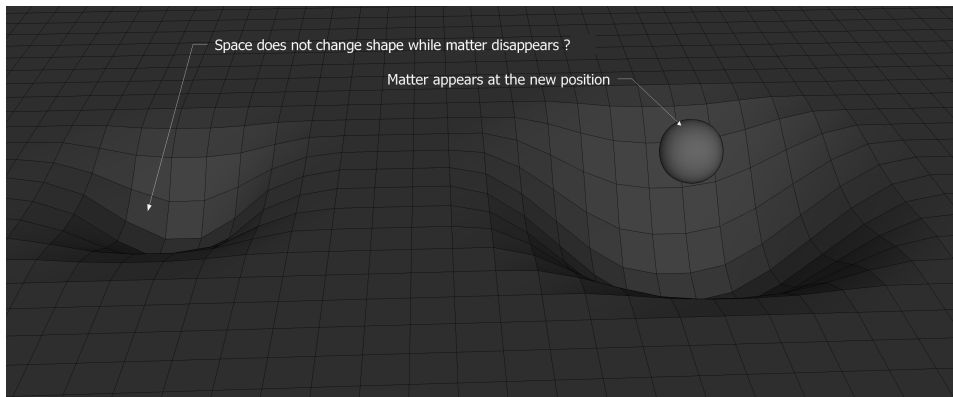 Space does not change shape while matter disappears ?
Matter appears at the new position